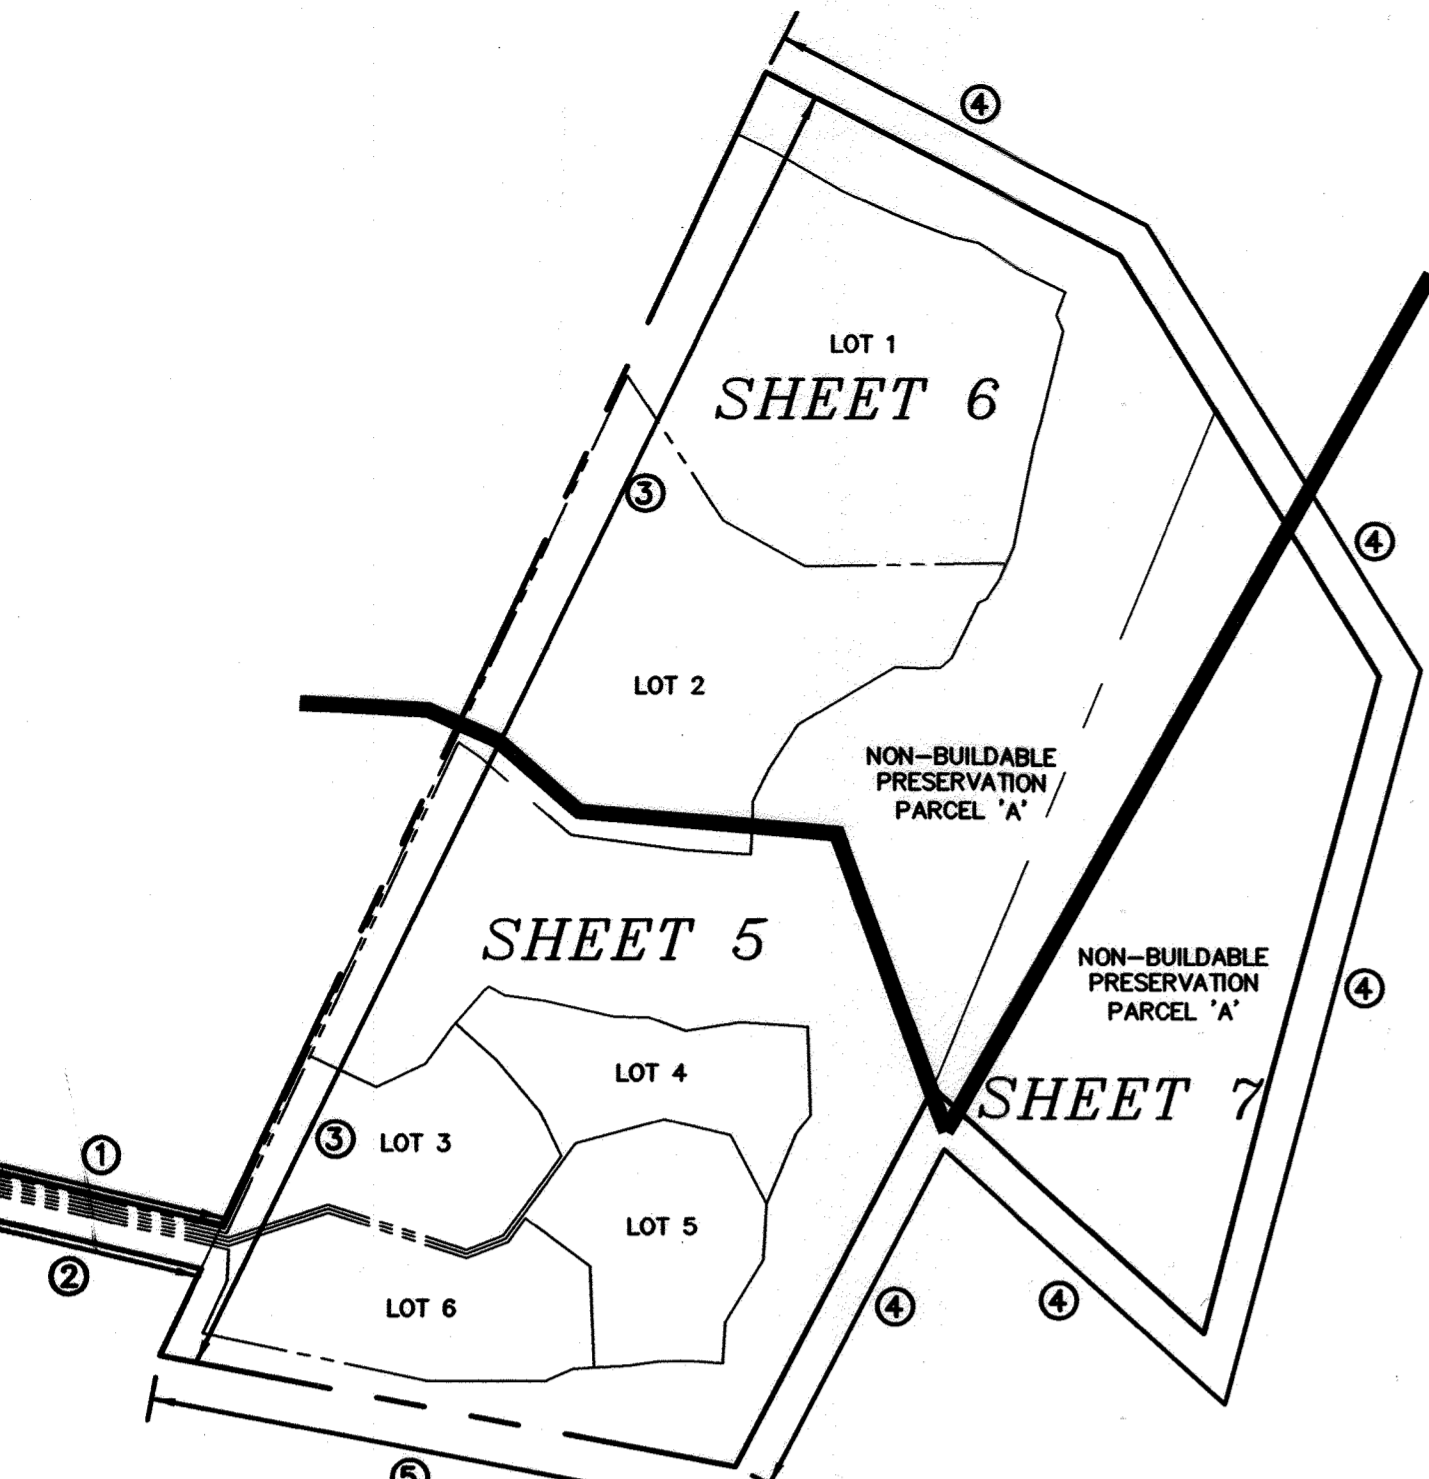 ④
LOT 1
SHEET 6
③
④
LOT 2
NON-BUILDABLE
PRESERVATION
PARCEL 'A'
SHEET 5
NON-BUILDABLE
PRESERVATION
PARCEL 'A'
④
LOT 4
SHEET 7
③
LOT 3
①
LOT 5
②
LOT 6
④
④
⑤